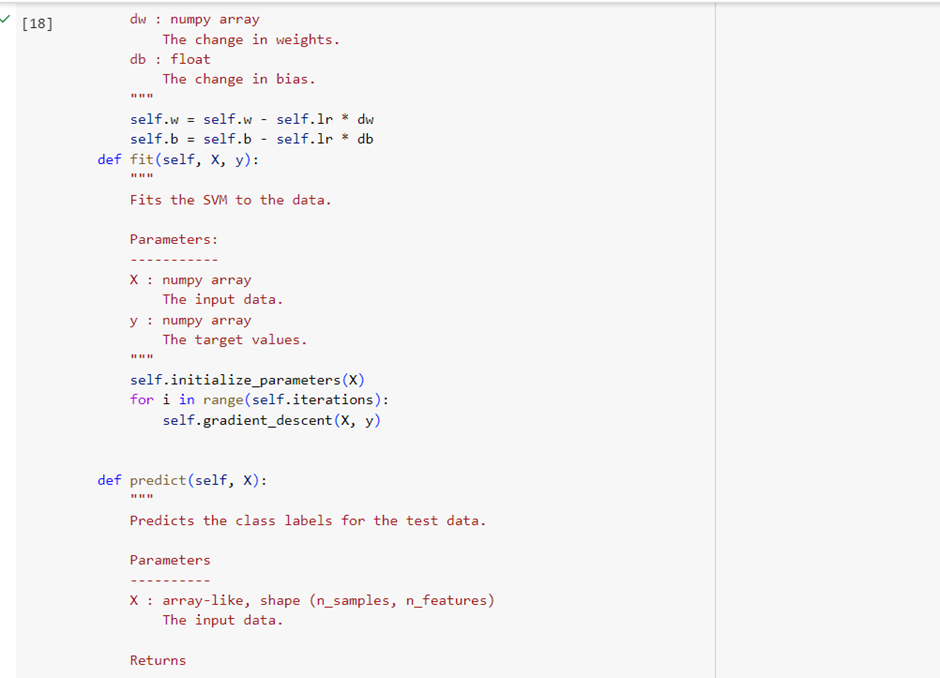 [18]
dw : numpy array
The change in weights.
db : float
The change in bias.
"""
self.w = self.w - self.lr * dw
self.b = self.b - self.lr * db
def fit(self, X, y):
"""
Fits the SVM to the data.
Parameters:
-----------
X : numpy array
The input data.
y : numpy array
The target values.
"""
self.initialize_parameters(X)
for i in range(self.iterations):
self.gradient_descent(X, y)
def predict(self, X):
"""
Predicts the class labels for the test data.
Parameters
----------
X : array-like, shape (n_samples, n_features)
The input data.
Returns